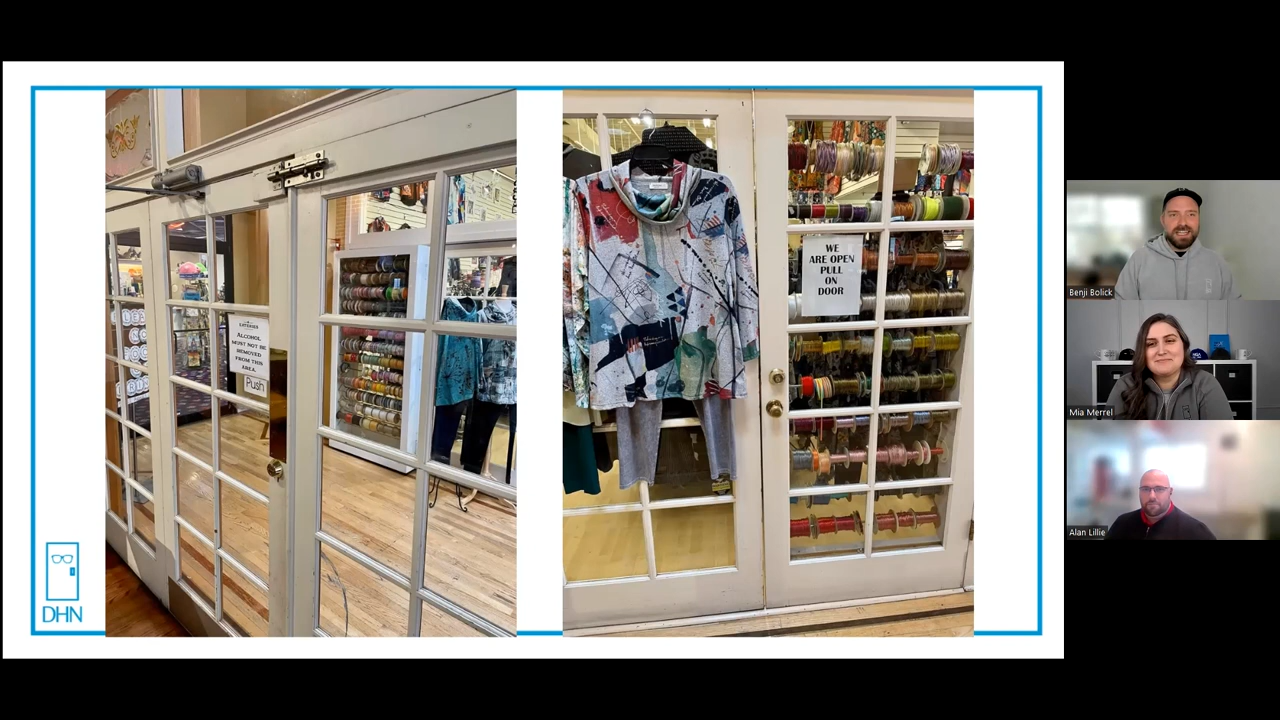 EATERIES
ALCOHOL
MUST NOT BE
REMOVED
FROM THIS
AREA.
Push
WE
ARE OPEN
PULL
ON
DOOR
DHN
Benji Bolick
Mia Merrel
Alan Lillie